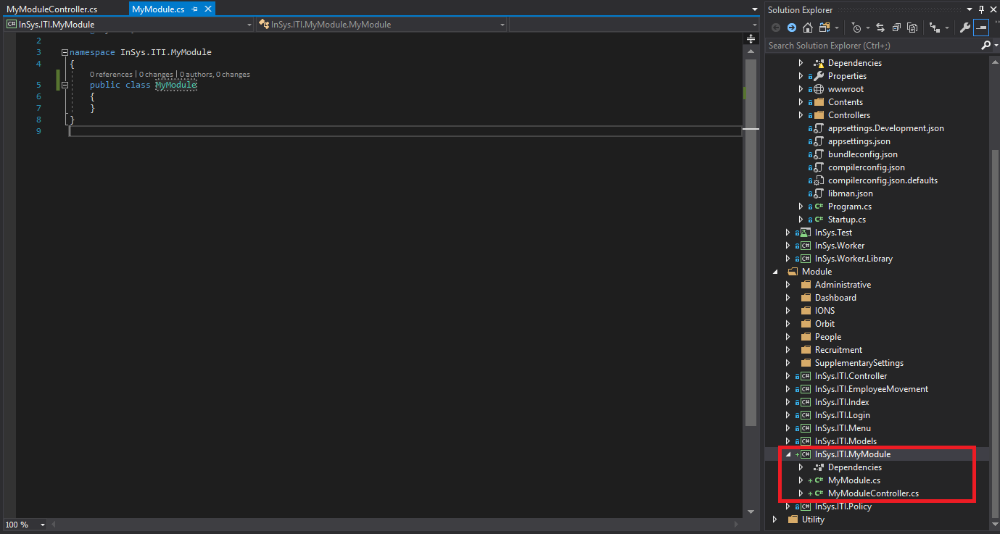 MyModuleController.cs
MyModule.cs
InSys.ITI.MyModule
InSys.ITI.MyModule.MyModule
2
3 namespace InSys.ITI.MyModule
4 {
0 references | 0 changes | 0 authors, 0 changes
5 public class MyModule
6 {
7 }
8 }
9
100 %
Solution Explorer
Search Solution Explorer (Ctrl+;)
Dependencies
Properties
wwwroot
Contents
Controllers
appsettings.Development.json
appsettings.json
bundleconfig.json
compilerconfig.json
compilerconfig.json.defaults
libman.json
C# Program.cs
C# Startup.cs
InSys.Test
C# InSys.Worker
C# InSys.Worker.Library
Module
Administrative
Dashboard
IONS
Orbit
People
Recruitment
SupplementarySettings
C# InSys.ITI.Controller
C# InSys.ITI.EmployeeMovement
C# InSys.ITI.Index
C# InSys.ITI.Login
C# InSys.ITI.Menu
C# InSys.ITI.Models
+ C# InSys.ITI.MyModule
Dependencies
+ C# MyModule.cs
+ C# MyModuleController.cs
C# InSys.ITI.Policy
Utility